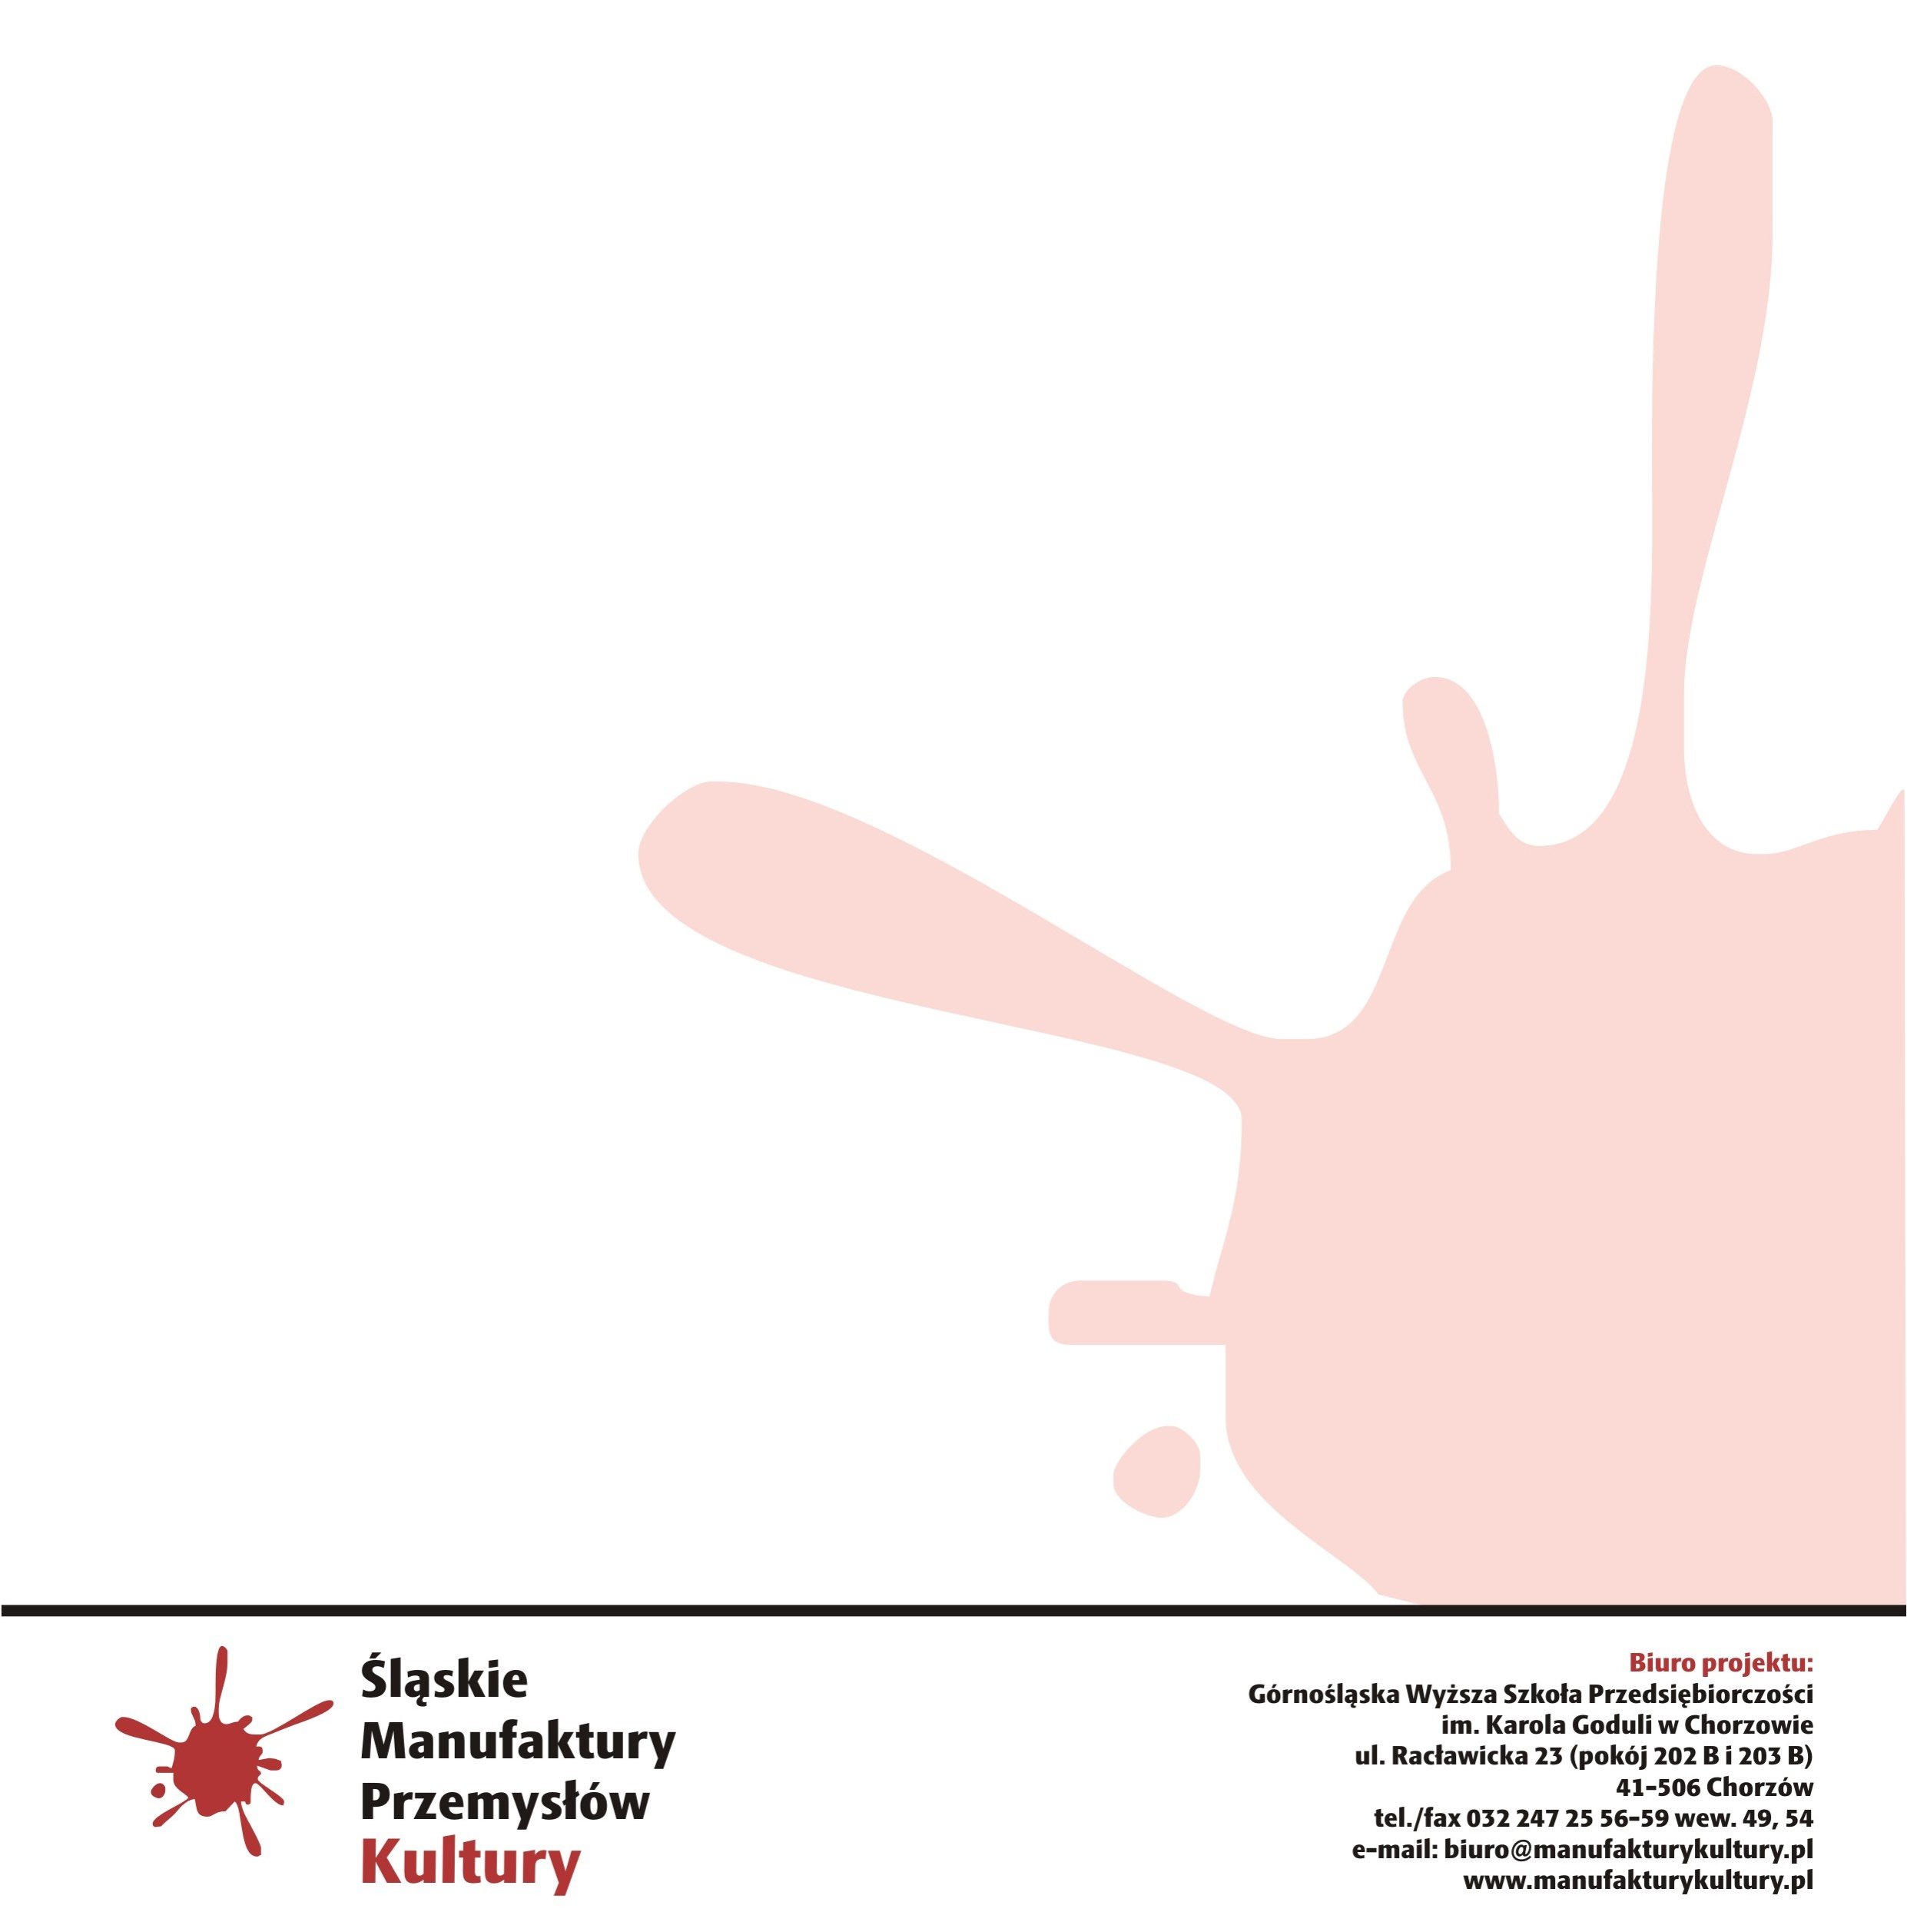 Śląskie
Manufaktury
Przemysłów
Kultury
Biuro projektu:
Górnośląska Wyższa Szkoła Przedsiębiorczości
im. Karola Goduli w Chorzowie
ul. Racławicka 23 (pokój 202 B i 203 B)
41-506 Chorzów
tel./fax 032 247 25 56-59 wew. 49, 54
e-mail: biuro@manufakturykultury.pl
www.manufakturykultury.pl